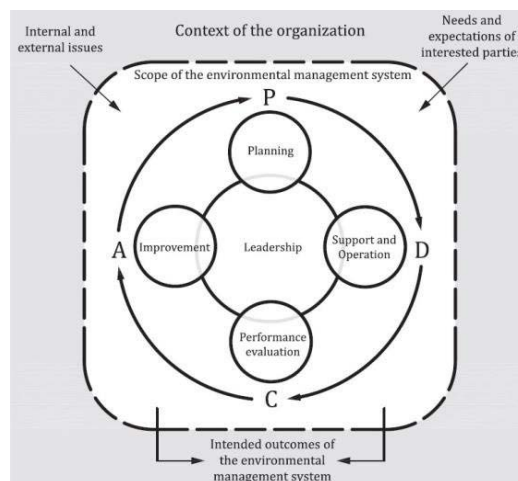 Context of the organization
Internal and
external issues
Needs and
expectations of
interested parties
Scope of the environmental management system
P
Planning
A
Improvement
Leadership
Support and
Operation
D
Performance
evaluation
C
Intended outcomes of
the environmental
management system